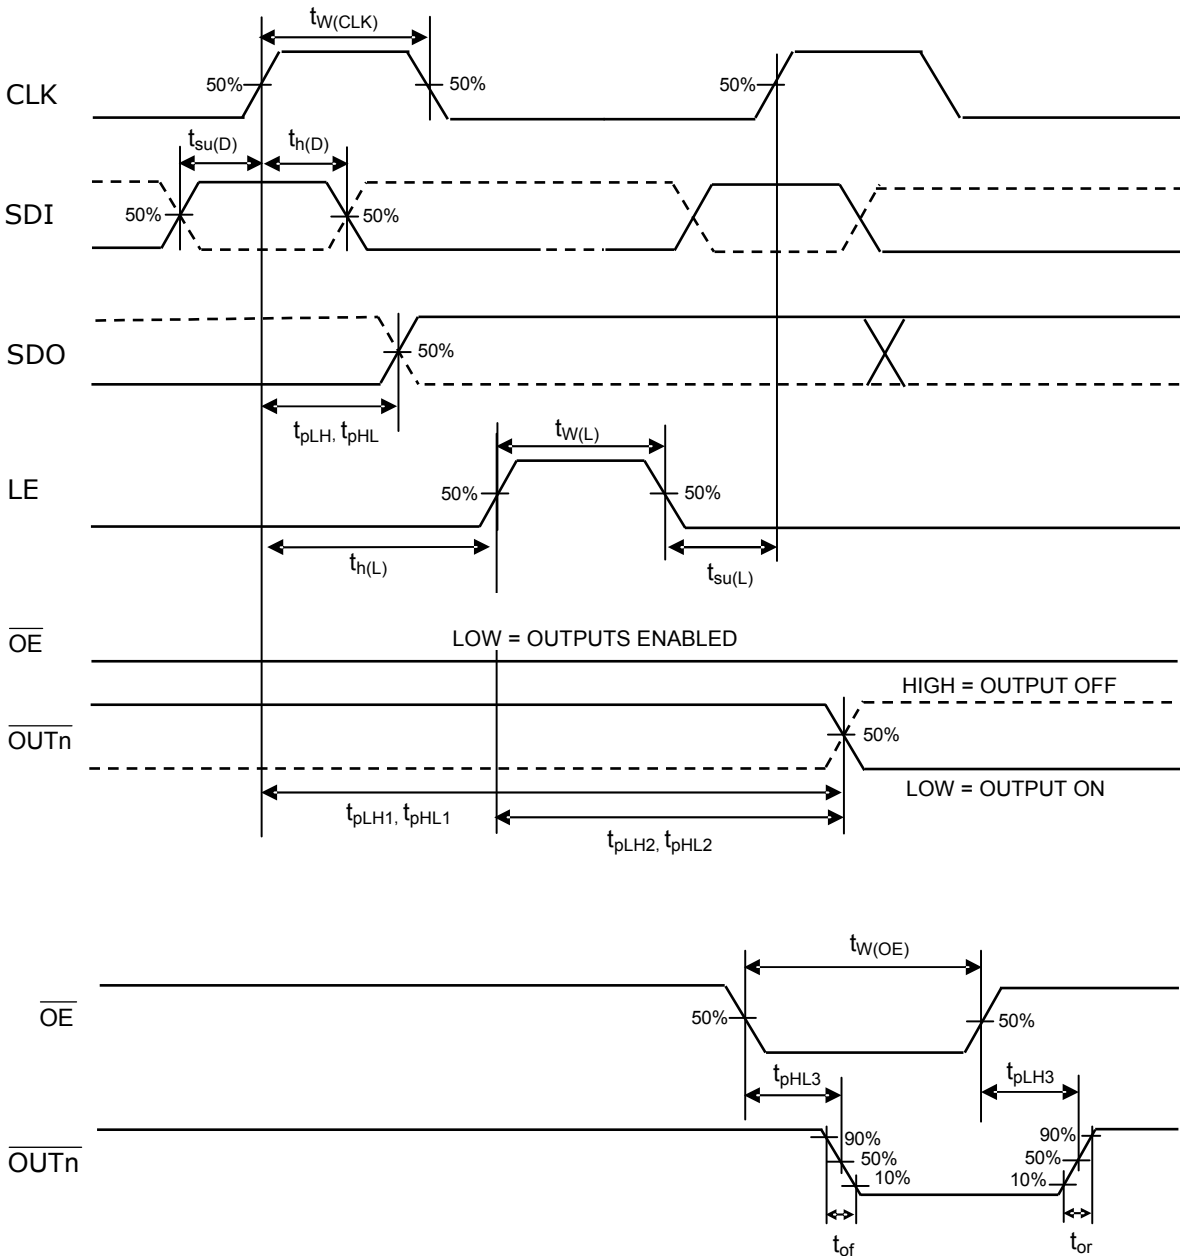 tW(CLK)
50%
50%
50%
CLK
tsu(D)
th(D)
SDI
50%
50%
SDO
50%
tpLH, tpHL
tW(L)
LE
50%
50%
th(L)
tsu(L)
OE
LOW = OUTPUTS ENABLED
HIGH = OUTPUT OFF
OUTn
50%
LOW = OUTPUT ON
tpLH1, tpHL1
tpLH2, tpHL2
tW(OE)
OE
50%
50%
tpHL3
tpLH3
OUTn
90%
50%
10%
90%
50%
10%
tof
tor